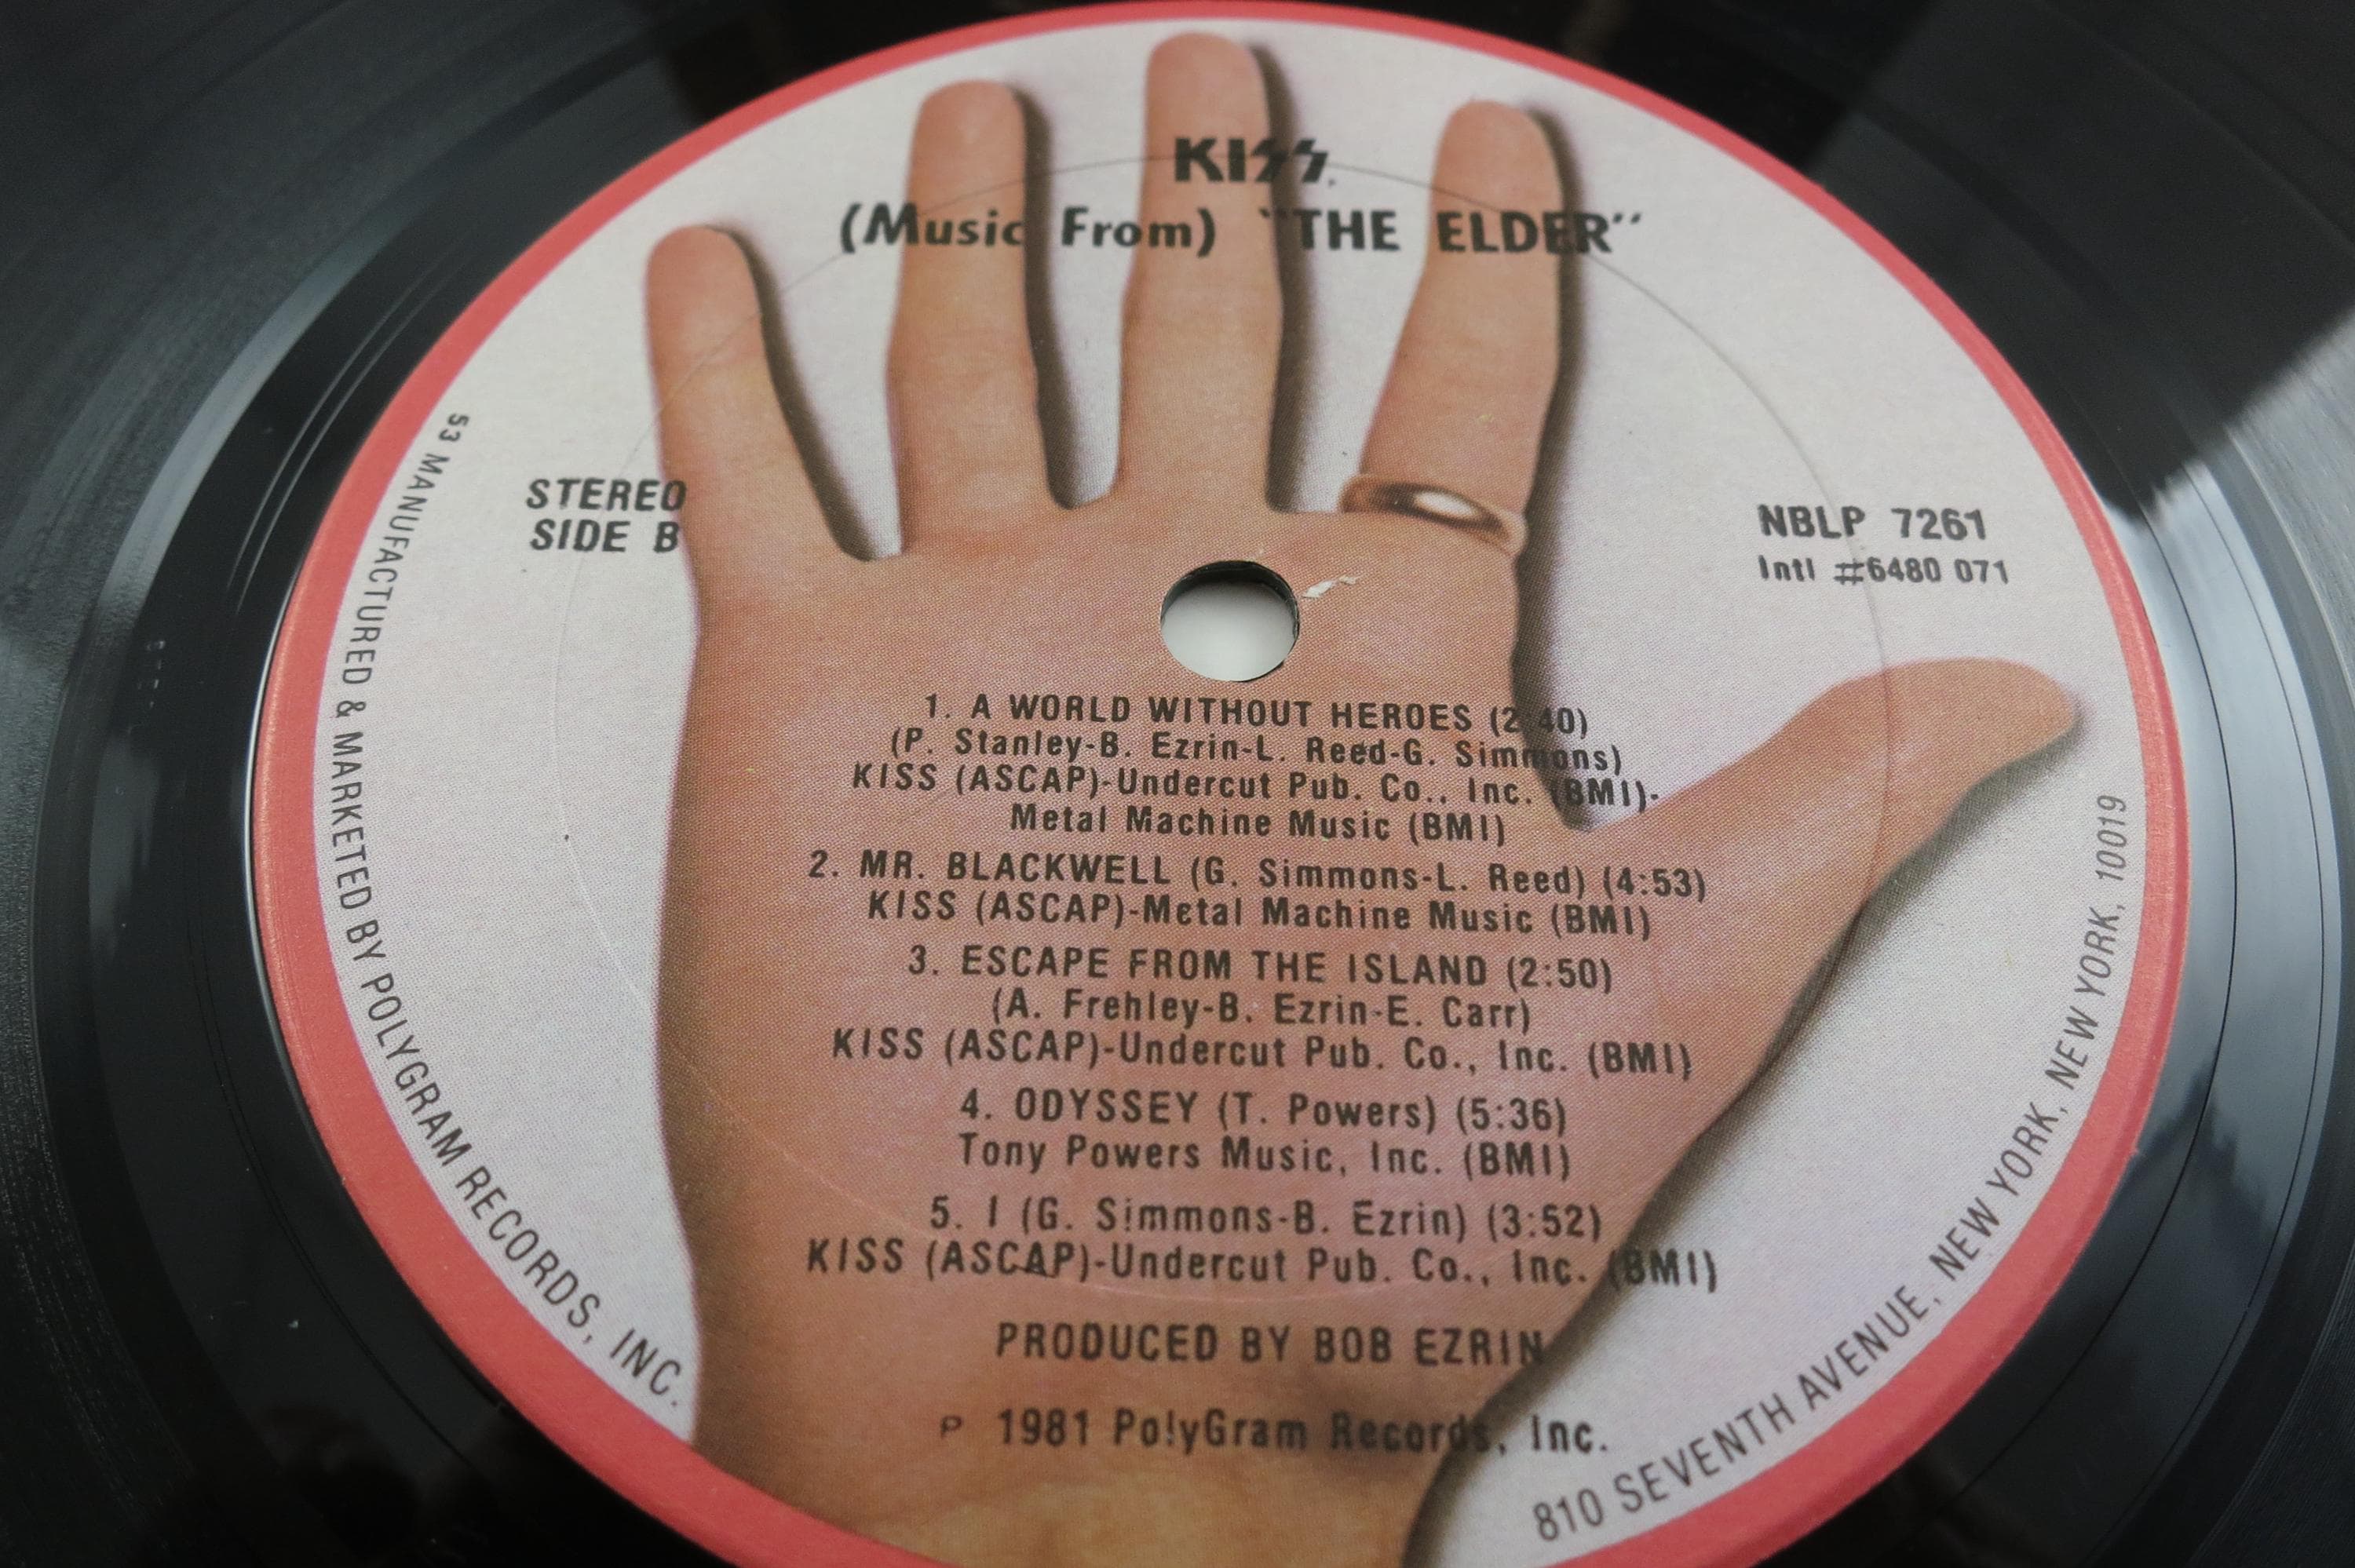 KISS
(Music From) "THE ELDER"
STEREO
SIDE B
NBLP 7261
Intl #6480 071
1. A WORLD WITHOUT HEROES (2:40)
(P. Stanley-B. Ezrin-L. Reed-G. Simmons)
KISS (ASCAP)-Undercut Pub. Co., Inc. (BMI)-
Metal Machine Music (BMI)
2. MR. BLACKWELL (G. Simmons-L. Reed) (4:53)
KISS (ASCAP)-Metal Machine Music (BMI)
3. ESCAPE FROM THE ISLAND (2:50)
(A. Frehley-B. Ezrin-E. Carr)
KISS (ASCAP)-Undercut Pub. Co., Inc. (BMI)
4. ODYSSEY (T. Powers) (5:36)
Tony Powers Music, Inc. (BMI)
5. I (G. Simmons-B. Ezrin) (3:52)
KISS (ASCAP)-Undercut Pub. Co., Inc. (BMI)
PRODUCED BY BOB EZRIN
P 1981 PolyGram Records, Inc.
53 MANUFACTURED & MARKETED BY POLYGRAM RECORDS, INC.
810 SEVENTH AVENUE, NEW YORK, NEW YORK, 10019